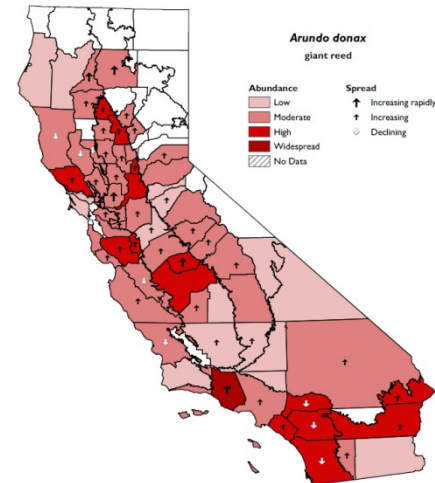 Arundo donax
giant reed
Abundance
Low
Moderate
High
Widespread
No Data
Spread
Increasing rapidly
Increasing
Declining